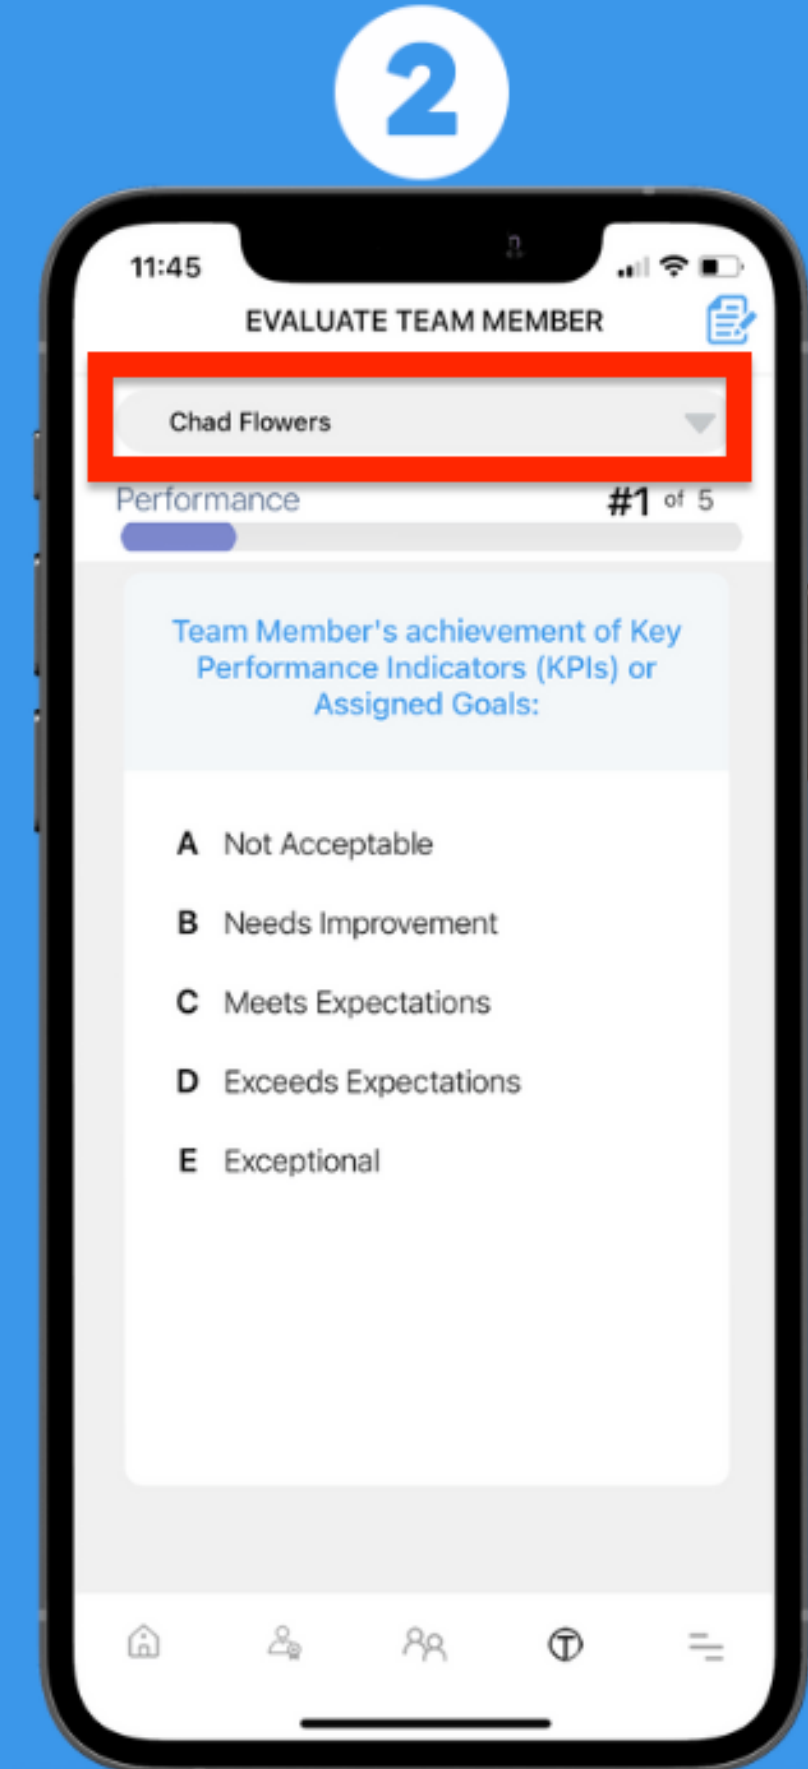 2
11:45
EVALUATE TEAM MEMBER
Chad Flowers
Performance #1 of 5
Team Member's achievement of Key
Performance Indicators (KPIs) or
Assigned Goals:
A Not Acceptable
B Needs Improvement
C Meets Expectations
D Exceeds Expectations
E Exceptional
T